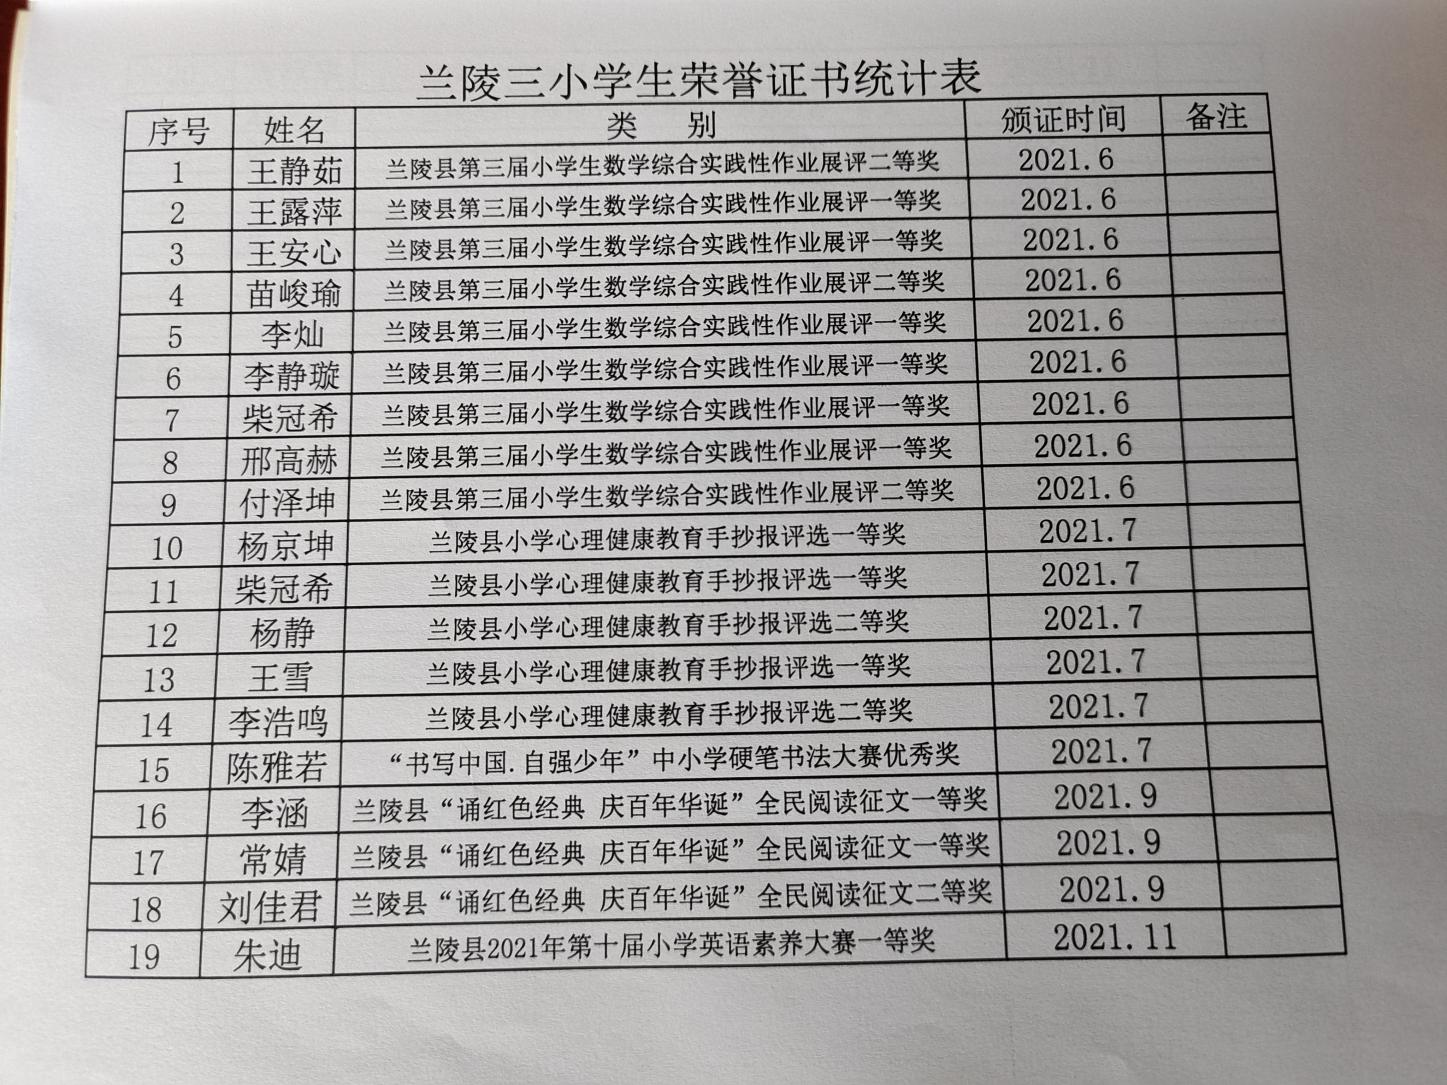 兰陵三小学生荣誉证书统计表
序号 姓名 类 别 颁证时间 备注
1 王静茹 兰陵县第三届小学生数学综合实践性作业展评二等奖 2021.6
2 王露萍 兰陵县第三届小学生数学综合实践性作业展评一等奖 2021.6
3 王安心 兰陵县第三届小学生数学综合实践性作业展评一等奖 2021.6
4 苗峻瑜 兰陵县第三届小学生数学综合实践性作业展评二等奖 2021.6
5 李灿 兰陵县第三届小学生数学综合实践性作业展评一等奖 2021.6
6 李静璇 兰陵县第三届小学生数学综合实践性作业展评一等奖 2021.6
7 柴冠希 兰陵县第三届小学生数学综合实践性作业展评一等奖 2021.6
8 邢高赫 兰陵县第三届小学生数学综合实践性作业展评一等奖 2021.6
9 付泽坤 兰陵县第三届小学生数学综合实践性作业展评二等奖 2021.6
10 杨京坤 兰陵县小学心理健康教育手抄报评选一等奖 2021.7
11 柴冠希 兰陵县小学心理健康教育手抄报评选一等奖 2021.7
12 杨静 兰陵县小学心理健康教育手抄报评选二等奖 2021.7
13 王雪 兰陵县小学心理健康教育手抄报评选一等奖 2021.7
14 李浩鸣 兰陵县小学心理健康教育手抄报评选二等奖 2021.7
15 陈雅若 “书写中国.自强少年”中小学硬笔书法大赛优秀奖 2021.7
16 李涵 兰陵县“诵红色经典 庆百年华诞”全民阅读征文一等奖 2021.9
17 常婧 兰陵县“诵红色经典 庆百年华诞”全民阅读征文一等奖 2021.9
18 刘佳君 兰陵县“诵红色经典 庆百年华诞”全民阅读征文二等奖 2021.9
19 朱迪 兰陵县2021年第十届小学英语素养大赛一等奖 2021.11